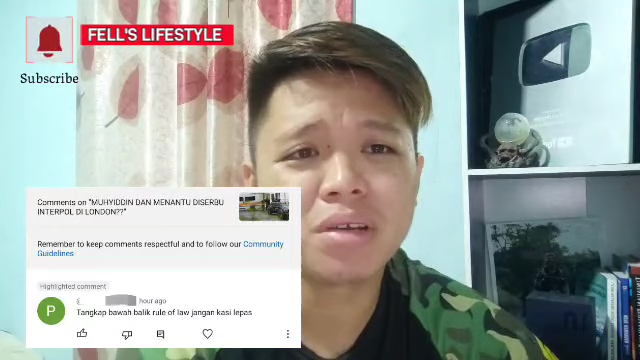 FELL'S LIFESTYLE
Subscribe
Comments on "MUHYIDDIN DAN MENANTU DISERBU
INTERPOL DI LONDON??"
Remember to keep comments respectful and to follow our Community
Guidelines
Highlighted comment
hour ago
P
Tangkap bawah balik rule of law jangan kasi lepas